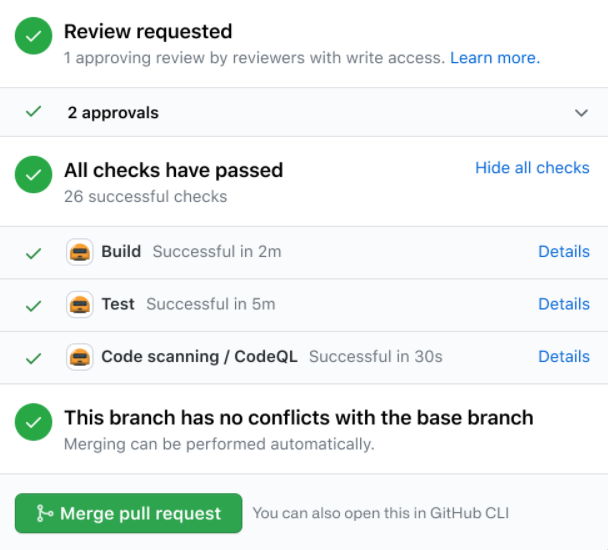 Review requested
1 approving review by reviewers with write access. Learn more.
2 approvals
All checks have passed
Hide all checks
26 successful checks
Build Successful in 2m Details
Test Successful in 5m Details
Code scanning / CodeQL Successful in 30s Details
This branch has no conflicts with the base branch
Merging can be performed automatically.
Merge pull request You can also open this in GitHub CLI